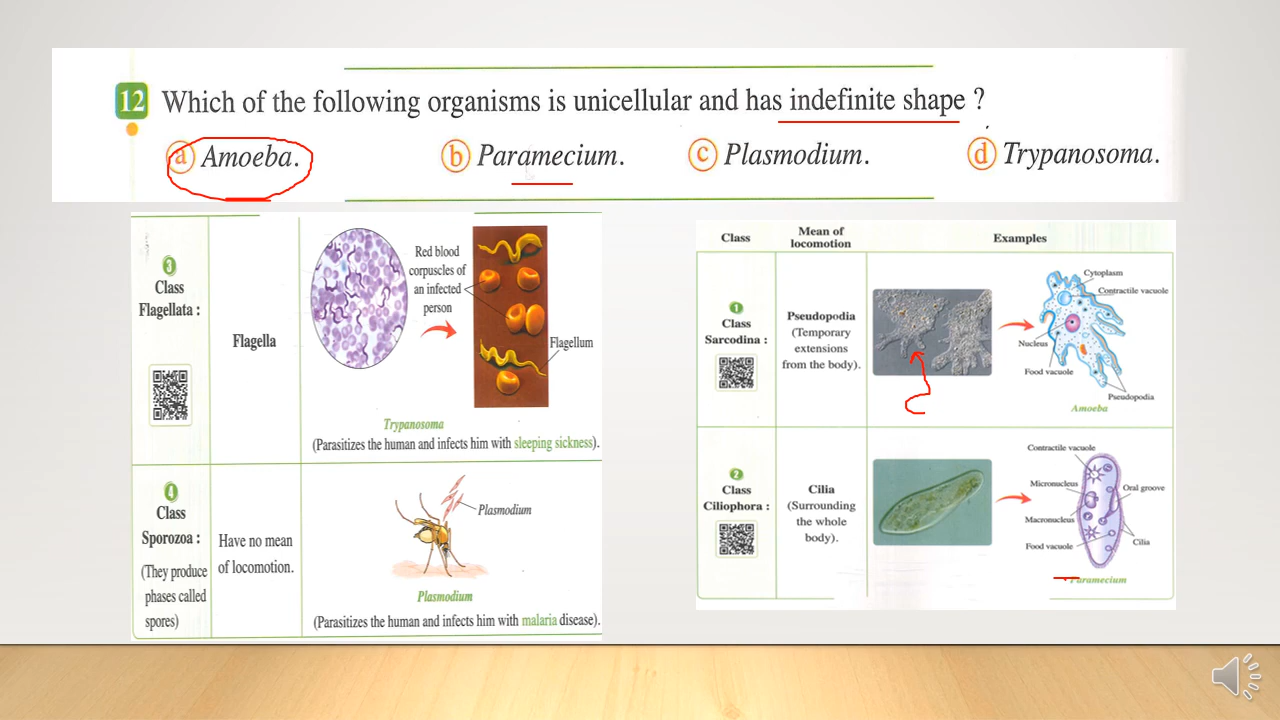 12 Which of the following organisms is unicellular and has indefinite shape ?
a Amoeba. b Paramecium. c Plasmodium. d Trypanosoma.
3
Class
Flagellata :
Flagella
Red blood
corpuscles of
an infected
person
Flagellum
Trypanosoma
(Parasitizes the human and infects him with sleeping sickness).
4
Class
Sporozoa :
(They produce
phases called
spores)
Have no mean
of locomotion.
Plasmodium
Plasmodium
(Parasitizes the human and infects him with malaria disease).
Class
Mean of
locomotion
Examples
1
Class
Sarcodina :
Pseudopodia
(Temporary
extensions
from the body).
Cytoplasm
Contractile vacuole
Nucleus
Food vacuole
Pseudopodia
Amoeba
2
Class
Ciliophora :
Cilia
(Surrounding
the whole
body).
Contractile vacuole
Micronucleus
Oral groove
Macronucleus
Cilia
Food vacuole
Paramecium